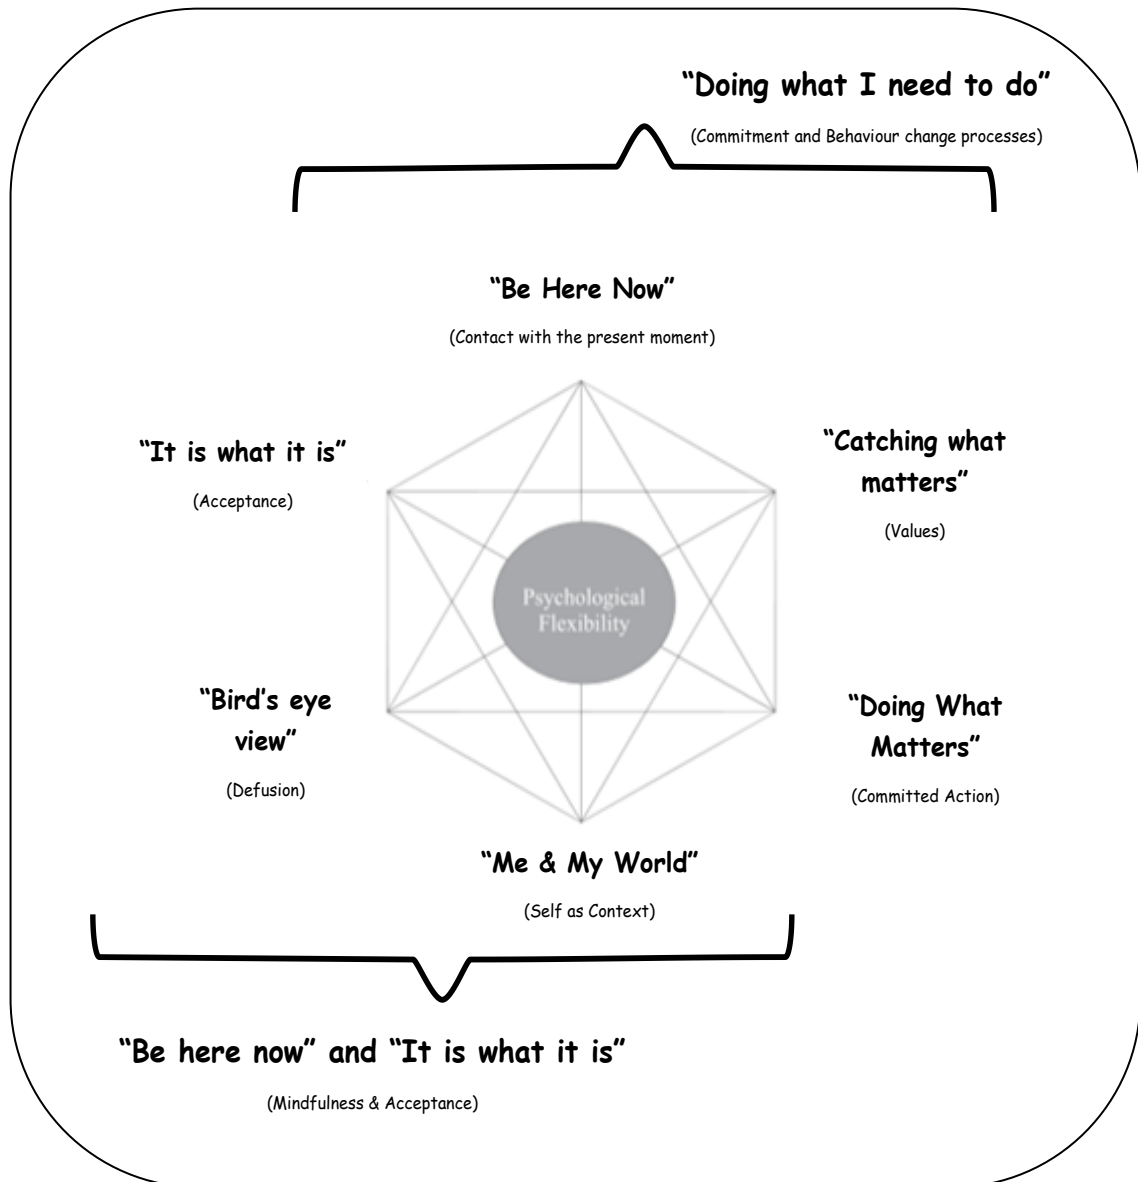 “Doing what I need to do”
(Commitment and Behaviour change processes)
“Be Here Now”
(Contact with the present moment)
“It is what it is”
(Acceptance)
“Catching what
matters”
(Values)
Psychological
Flexibility
“Bird’s eye
view”
(Defusion)
“Doing What
Matters”
(Committed Action)
“Me & My World”
(Self as Context)
“Be here now” and “It is what it is”
(Mindfulness & Acceptance)